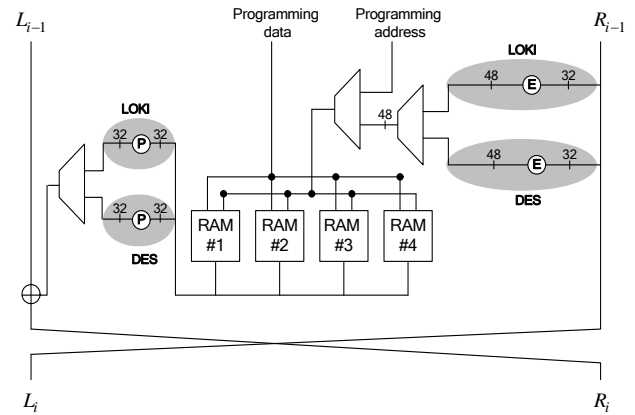 L_{i-1}
Programming data
Programming address
R_{i-1}
LOKI
48
E
32
LOKI
32
P
32
48
48
E
32
DES
32
P
32
DES
RAM #1
RAM #2
RAM #3
RAM #4
L_i
R_i